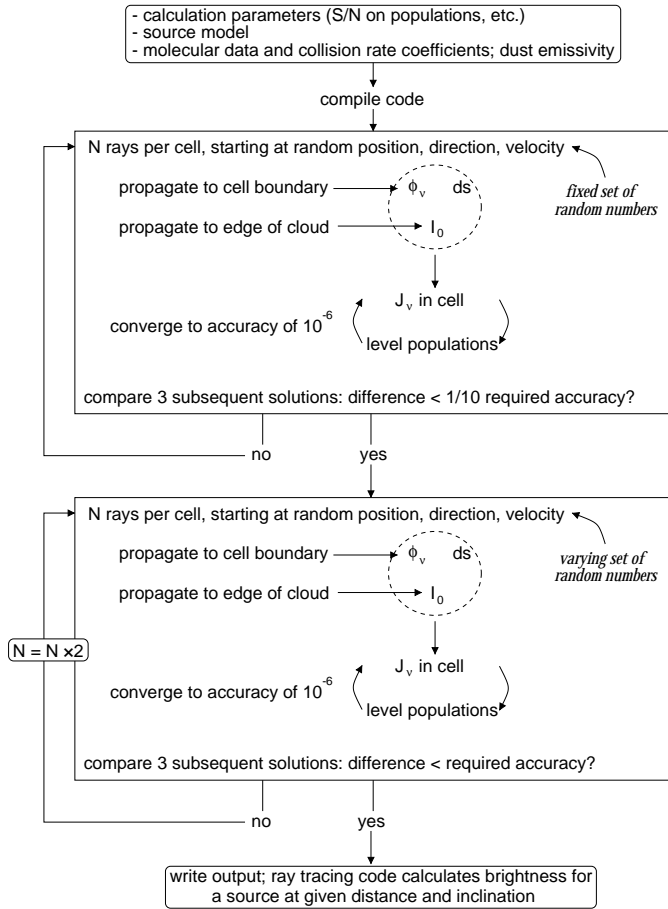 - calculation parameters (S/N on populations, etc.)
- source model
- molecular data and collision rate coefficients; dust emissivity
compile code
N rays per cell, starting at random position, direction, velocity
fixed set of
random numbers
propagate to cell boundary
ϕν ds
propagate to edge of cloud
I0
Jν in cell
converge to accuracy of 10-6
level populations
compare 3 subsequent solutions: difference < 1/10 required accuracy?
no yes
N rays per cell, starting at random position, direction, velocity
varying set of
random numbers
propagate to cell boundary
ϕν ds
propagate to edge of cloud
I0
N = N ×2
Jν in cell
converge to accuracy of 10-6
level populations
compare 3 subsequent solutions: difference < required accuracy?
no yes
write output; ray tracing code calculates brightness for
a source at given distance and inclination